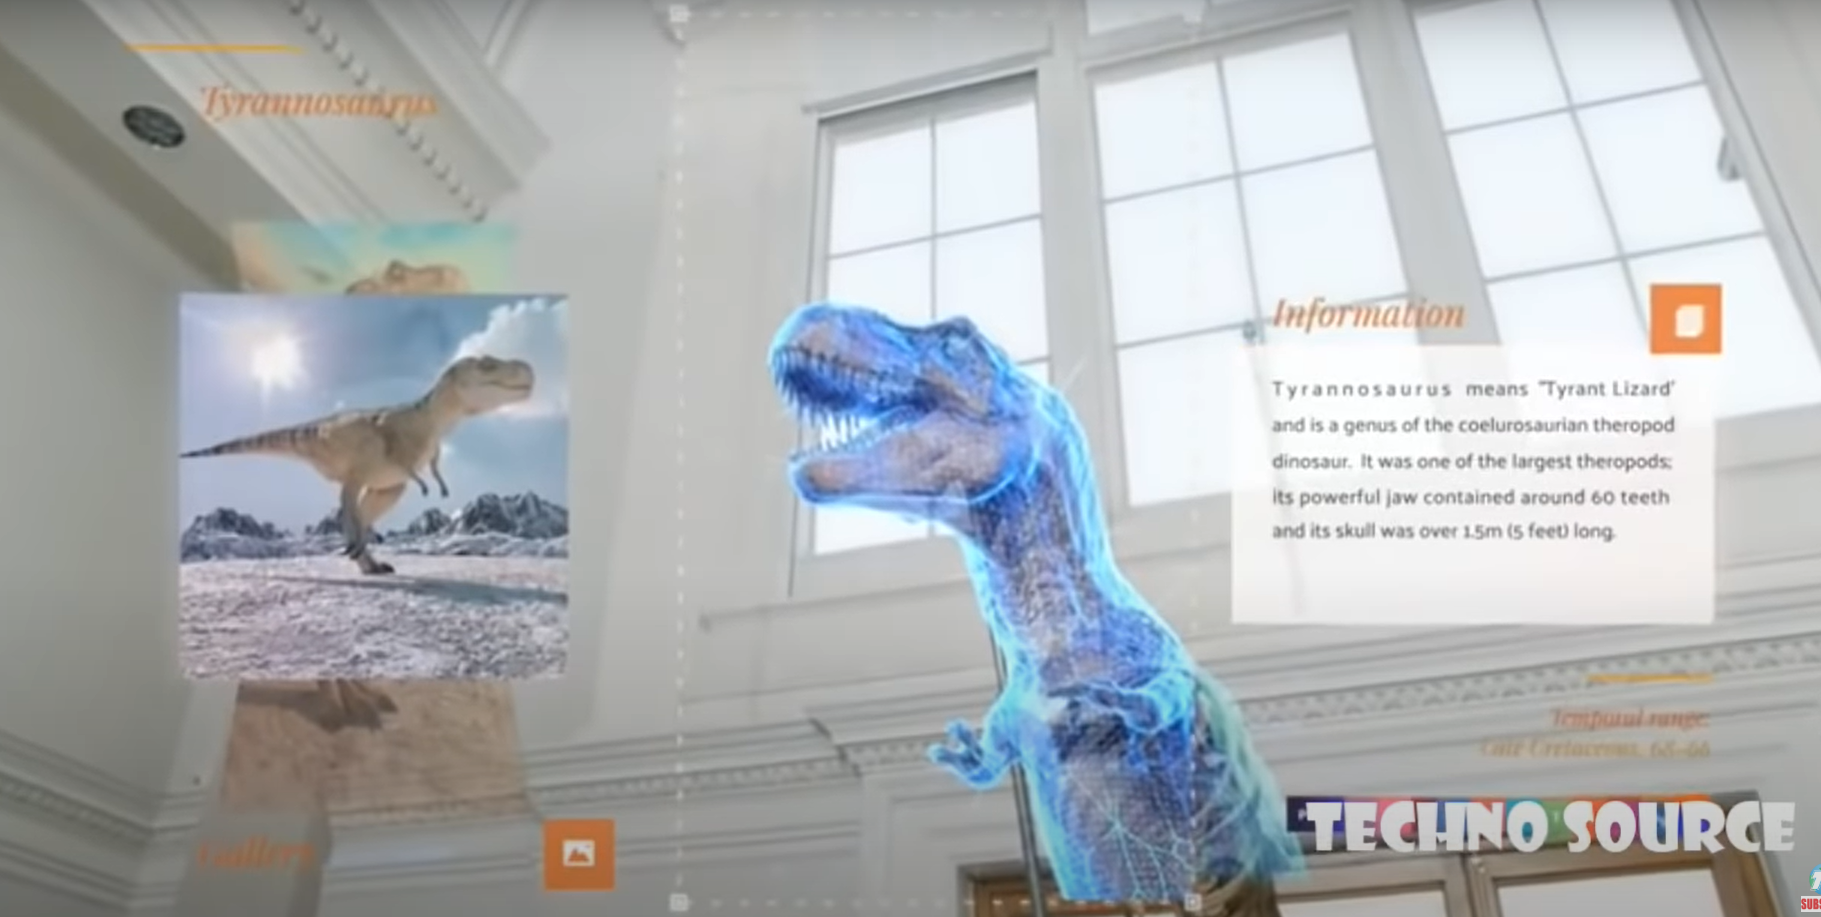 Tyrannosaurus
Information
Tyrannosaurus means "Tyrant Lizard'
and is a genus of the coelurosaurian theropod
dinosaur. It was one of the largest theropods;
its powerful jaw contained around 60 teeth
and its skull was over 1.5m (5 feet) long.
Temporal range:
Late Cretaceous, 68-66
Gallery
TECHNO SOURCE